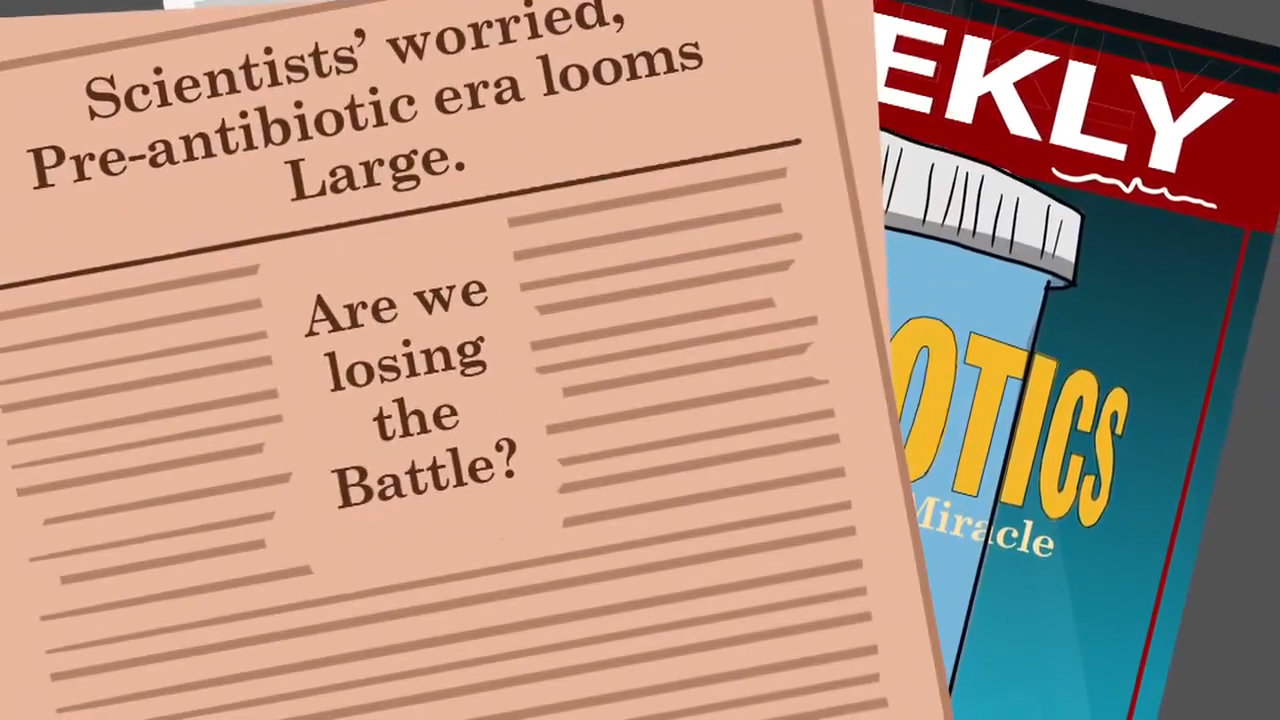 Scientists’ worried,
Pre-antibiotic era looms
Large.
Are we
losing
the
Battle?
EKLY
OTICS
Miracle